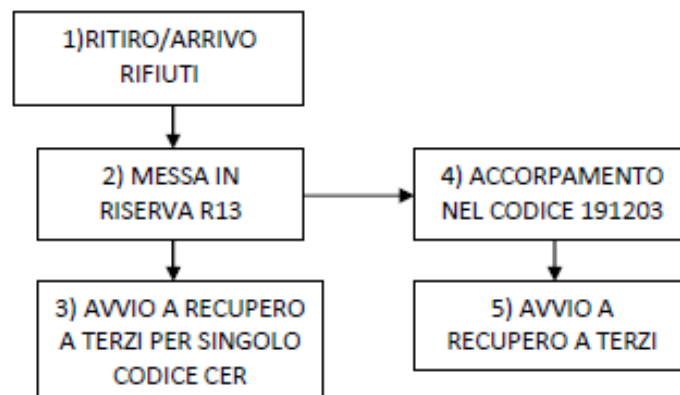 1)RITIRO/ARRIVO
RIFIUTI
2) MESSA IN
RISERVA R13
4) ACCORPAMENTO
NEL CODICE 191203
3) AVVIO A RECUPERO
A TERZI PER SINGOLO
CODICE CER
5) AVVIO A
RECUPERO A TERZI